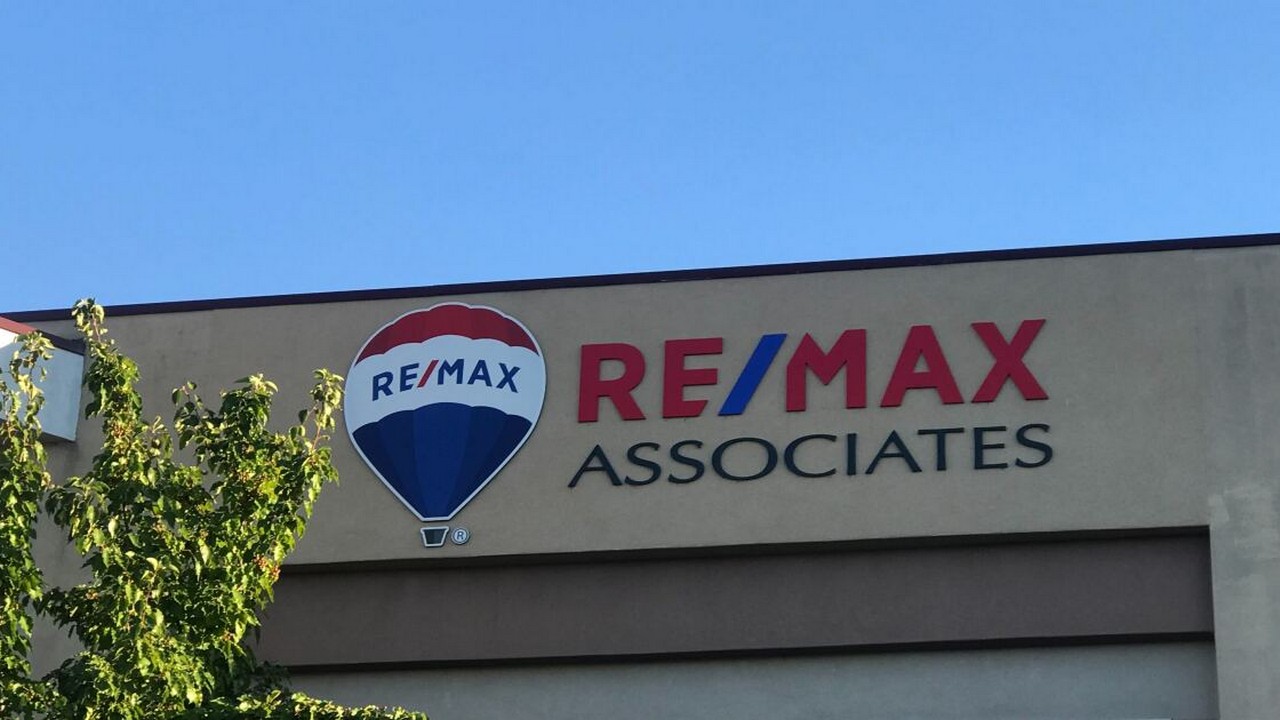 RE/MAX
®
RE/MAX
ASSOCIATES